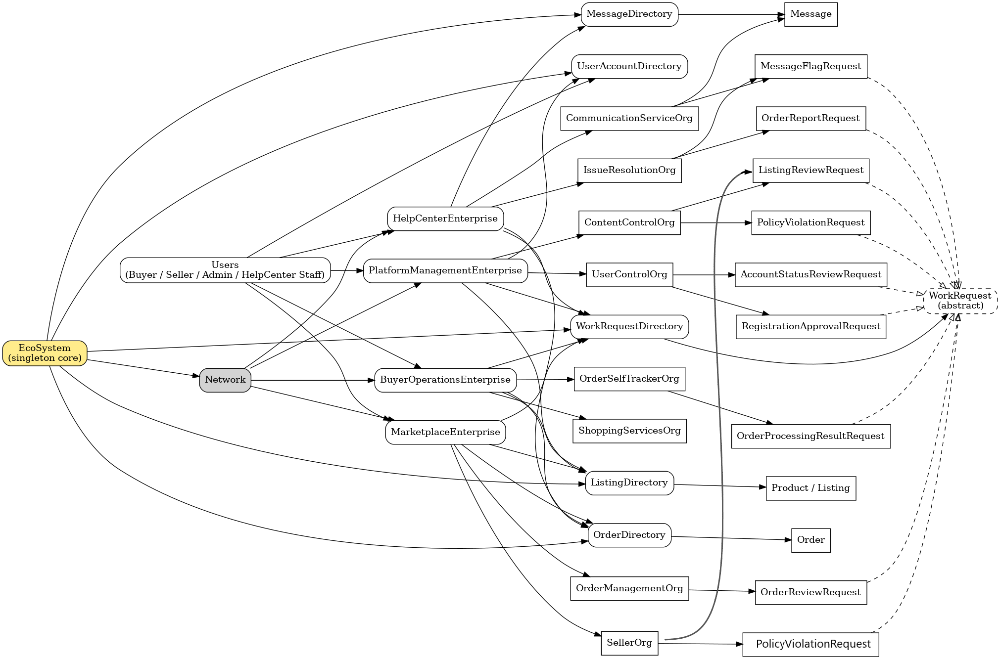 MessageDirectory
Message
UserAccountDirectory
MessageFlagRequest
CommunicationServiceOrg
OrderReportRequest
IssueResolutionOrg
ListingReviewRequest
HelpCenterEnterprise
ContentControlOrg
PolicyViolationRequest
Users
(Buyer / Seller / Admin / HelpCenter Staff)
PlatformManagementEnterprise
UserControlOrg
AccountStatusReviewRequest
WorkRequest
(abstract)
WorkRequestDirectory
RegistrationApprovalRequest
EcoSystem
(singleton core)
Network
BuyerOperationsEnterprise
OrderSelfTrackerOrg
MarketplaceEnterprise
ShoppingServicesOrg
OrderProcessingResultRequest
ListingDirectory
Product / Listing
OrderDirectory
Order
OrderManagementOrg
OrderReviewRequest
SellerOrg
PolicyViolationRequest